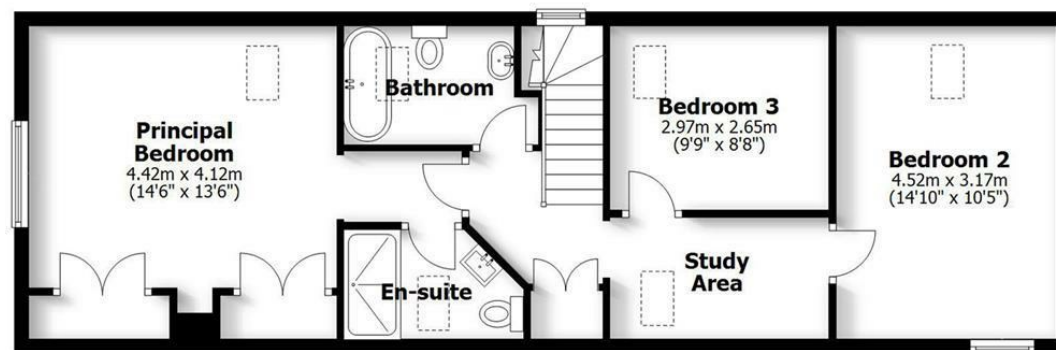 Principal
Bedroom
4.42m x 4.12m
(14'6" x 13'6")
Bathroom
En-suite
Bedroom 3
2.97m x 2.65m
(9'9" x 8'8")
Study
Area
Bedroom 2
4.52m x 3.17m
(14'10" x 10'5")